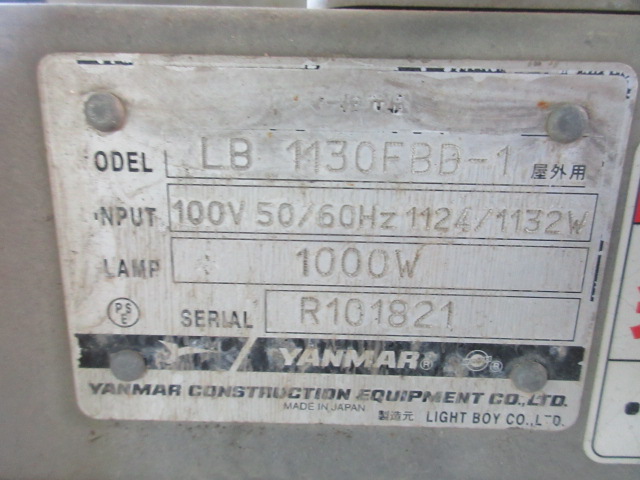 ODEL LB 1130FBB-1 屋外用
INPUT 100V 50/60Hz 1124/1132W
LAMP 1000W
PSE SERIAL R101821
YANMAR®
YANMAR CONSTRUCTION EQUIPMENT CO.,LTD.
MADE IN JAPAN 製造元 LIGHT BOY CO.,LTD.